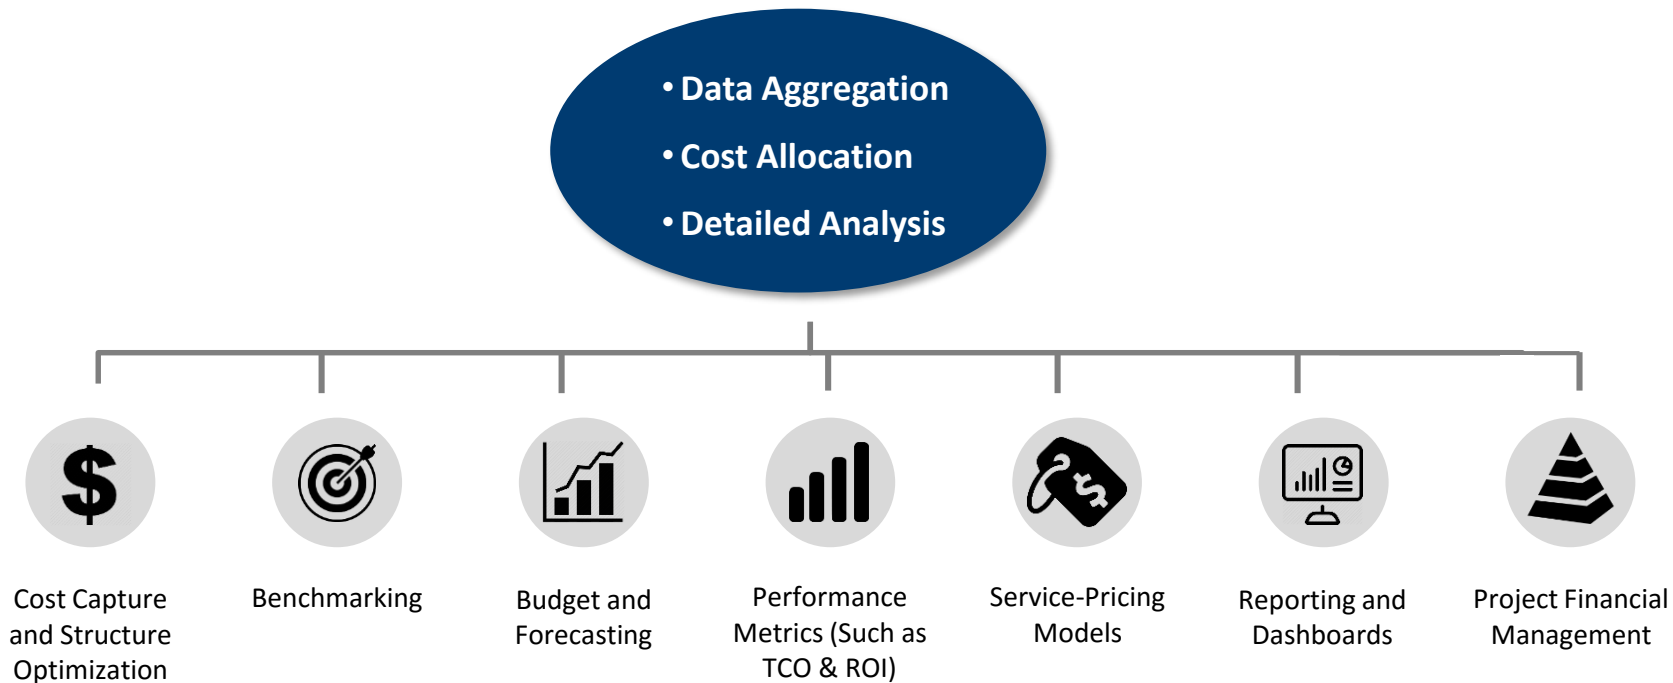 • Data Aggregation
• Cost Allocation
• Detailed Analysis
$
Cost Capture
and Structure
Optimization
Benchmarking
Budget and
Forecasting
Performance
Metrics (Such as
TCO & ROI)
$
Service-Pricing
Models
Reporting and
Dashboards
Project Financial
Management